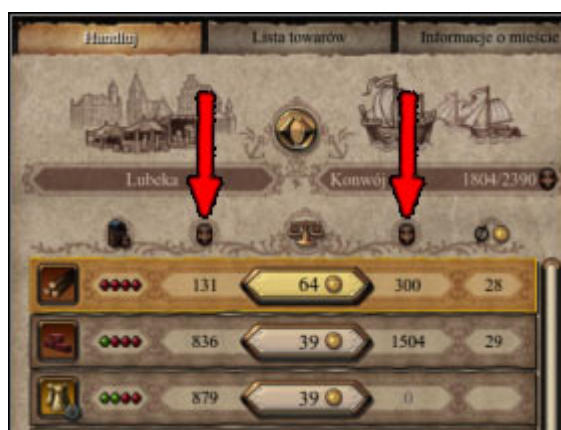 Handluj Lista towarów Informacje o mieście
Lubeka Konwój 1804/2390
131 64 300 28
836 39 1504 29
879 39 0